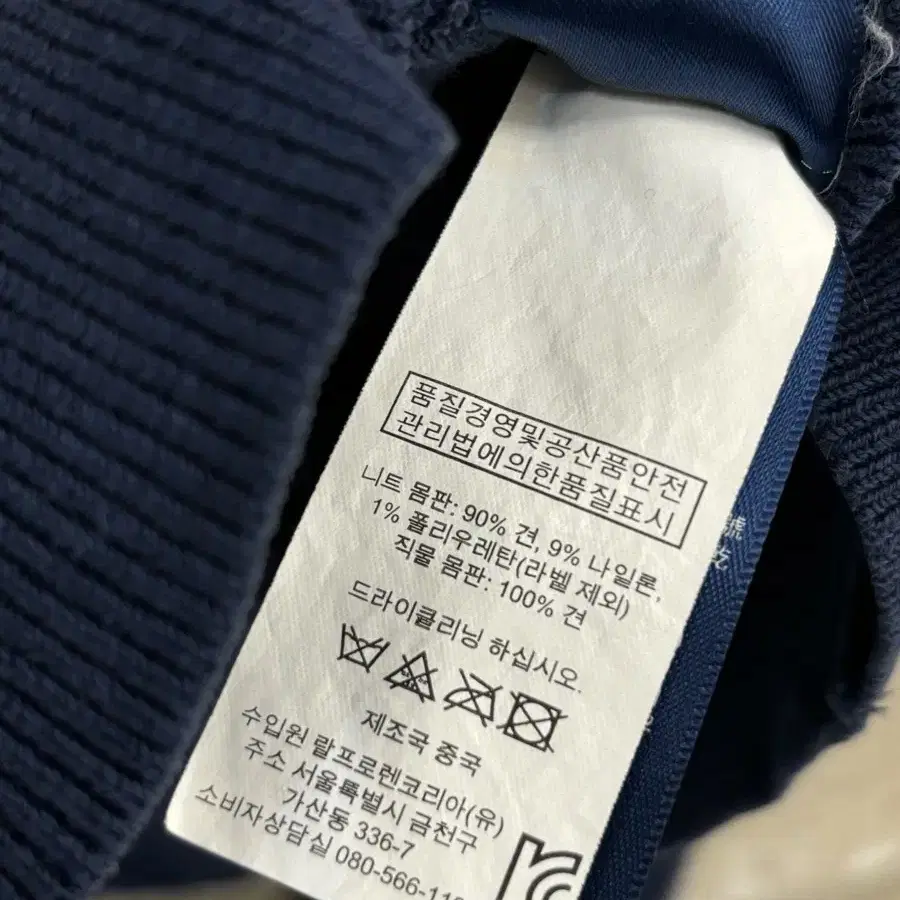 품질경영및공산품안전
관리법에의한품질표시
니트 몸판: 90% 견, 9% 나일론,
1% 폴리우레탄(라벨 제외)
직물 몸판: 100% 견
드라이클리닝 하십시오.
제조국 중국
수입원 랄프로렌코리아(유)
주소 서울특별시 금천구
가산동 336-7
소비자상담실 080-566-11